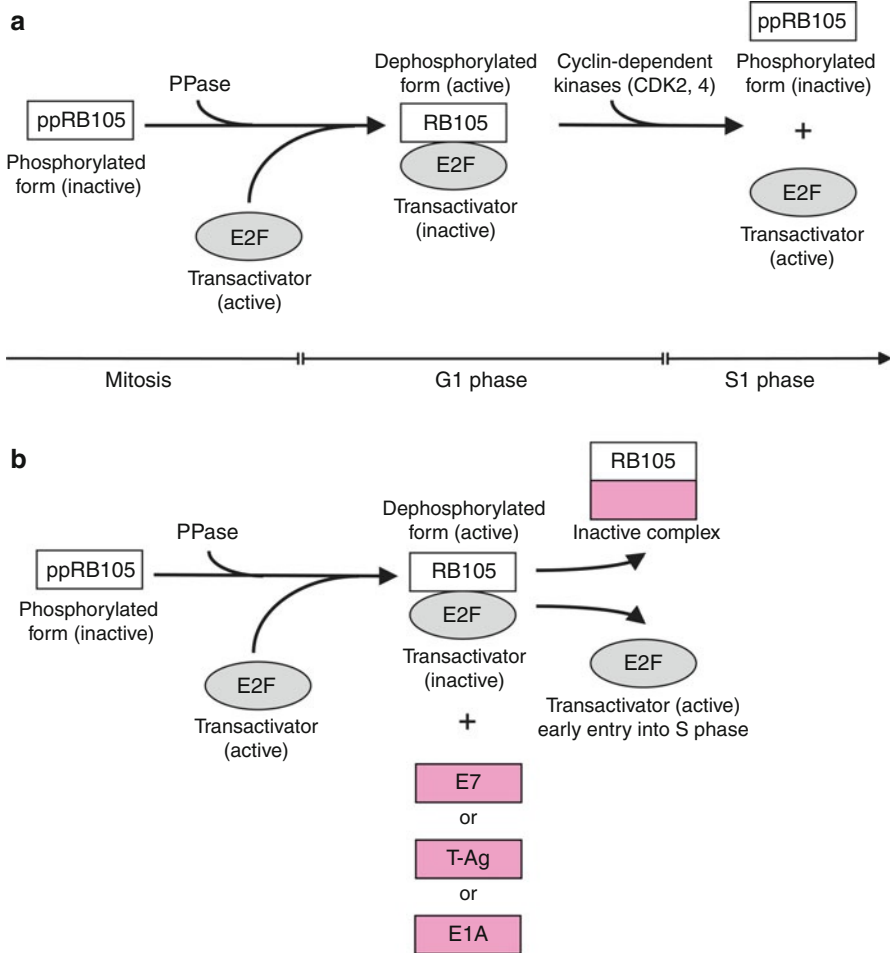 a
ppRB105
Phosphorylated
form (inactive)
PPase
E2F
Transactivator
(active)
Dephosphorylated
form (active)
RB105
E2F
Transactivator
(inactive)
Cyclin-dependent
kinases (CDK2, 4)
ppRB105
Phosphorylated
form (inactive)
+
E2F
Transactivator
(active)
Mitosis
G1 phase
S1 phase
b
ppRB105
Phosphorylated
form (inactive)
PPase
E2F
Transactivator
(active)
Dephosphorylated
form (active)
RB105
E2F
Transactivator
(inactive)
+
E7
or
T-Ag
or
E1A
RB105
Inactive complex
E2F
Transactivator (active)
early entry into S phase